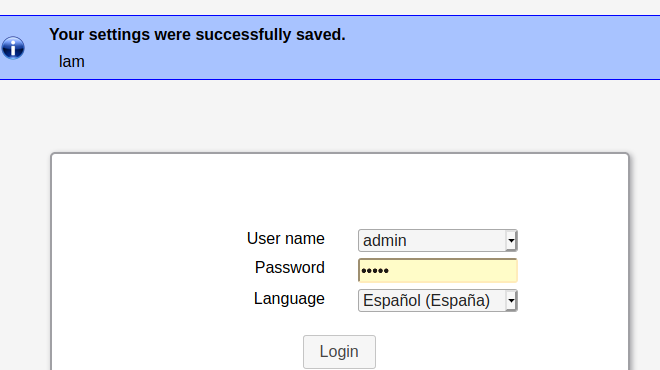 Your settings were successfully saved.
lam
User name admin
Password •••••
Language Español (España)
Login